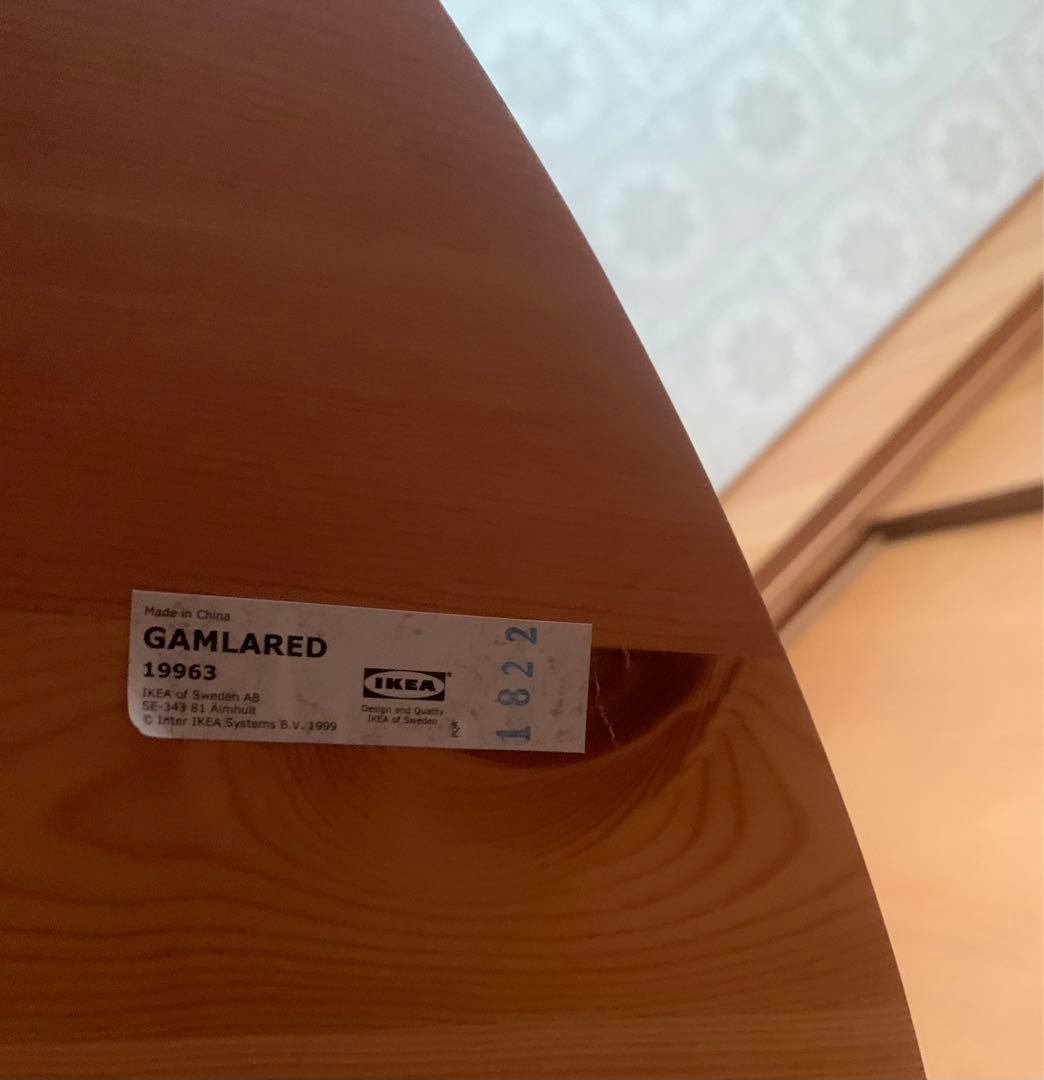 Made in China
GAMLARED
19963
IKEA of Sweden AB
SE-343 81 Älmhult
© Inter IKEA Systems B.V. 1999
IKEA®
Design and Quality
IKEA of Sweden
1822